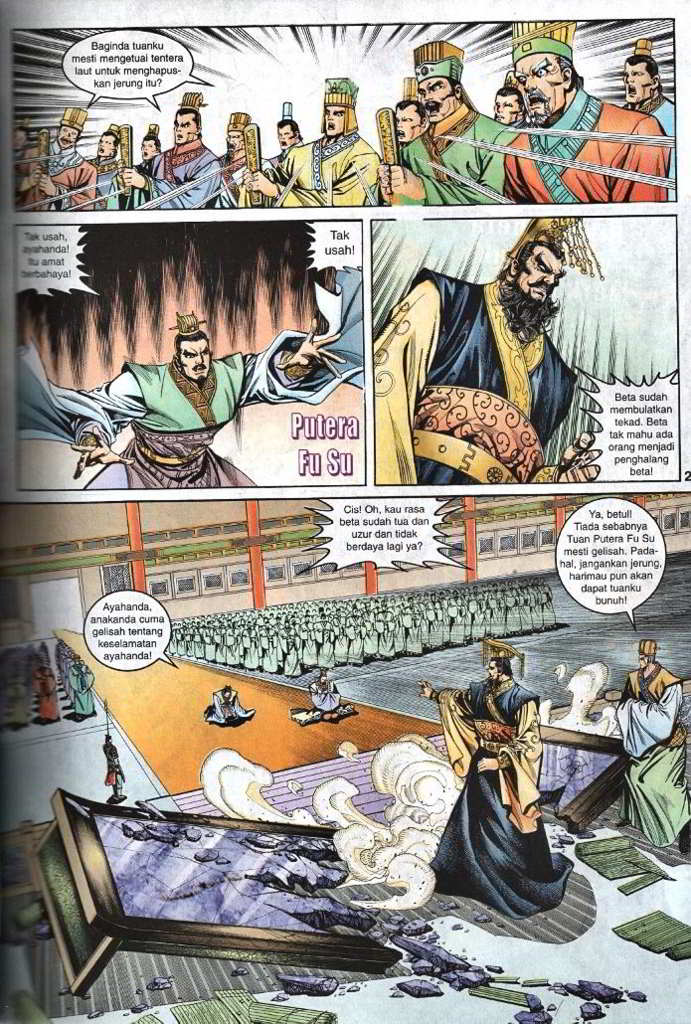 Baginda tuanku
mesti mengetuai tentera
laut untuk menghapus-
kan jerung itu?
Tak usah,
ayahanda!
Itu amat
berbahaya!
Tak
usah!
Putera
Fu Su
Beta sudah
membulatkan
tekad. Beta
tak mahu ada
orang menjadi
penghalang
beta!
2
Cis! Oh, kau rasa
beta sudah tua dan
uzur dan tidak
berdaya lagi ya?
Ya, betul!
Tiada sebabnya
Tuan Putera Fu Su
mesti gelisah. Pada-
hal, jangankan jerung,
harimau pun akan
dapat tuanku
bunuh!
Ayahanda,
anakanda cuma
gelisah tentang
keselamatan
ayahanda!